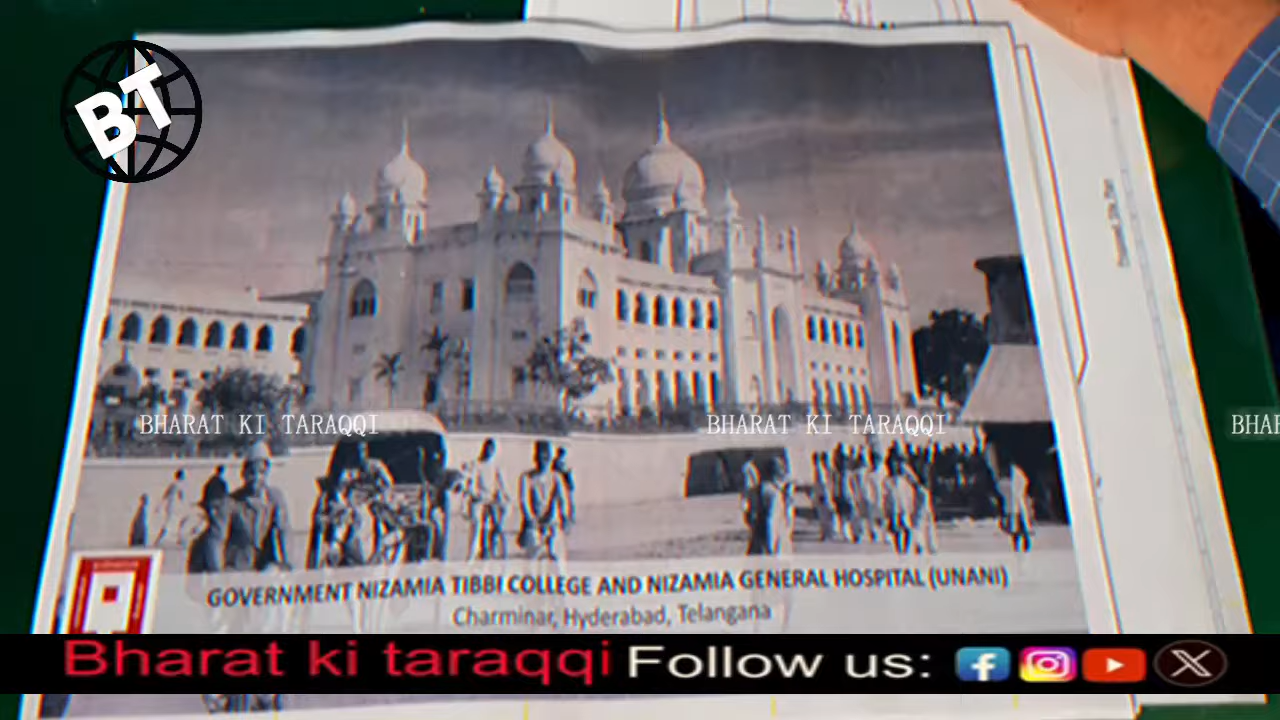 BT
BHARAT KI TARAQQI
BHARAT KI TARAQQI
BHAR
GOVERNMENT NIZAMIA TIBBI COLLEGE AND NIZAMIA GENERAL HOSPITAL (UNANI)
Charminar, Hyderabad, Telangana
Bharat ki taraqqi Follow us: